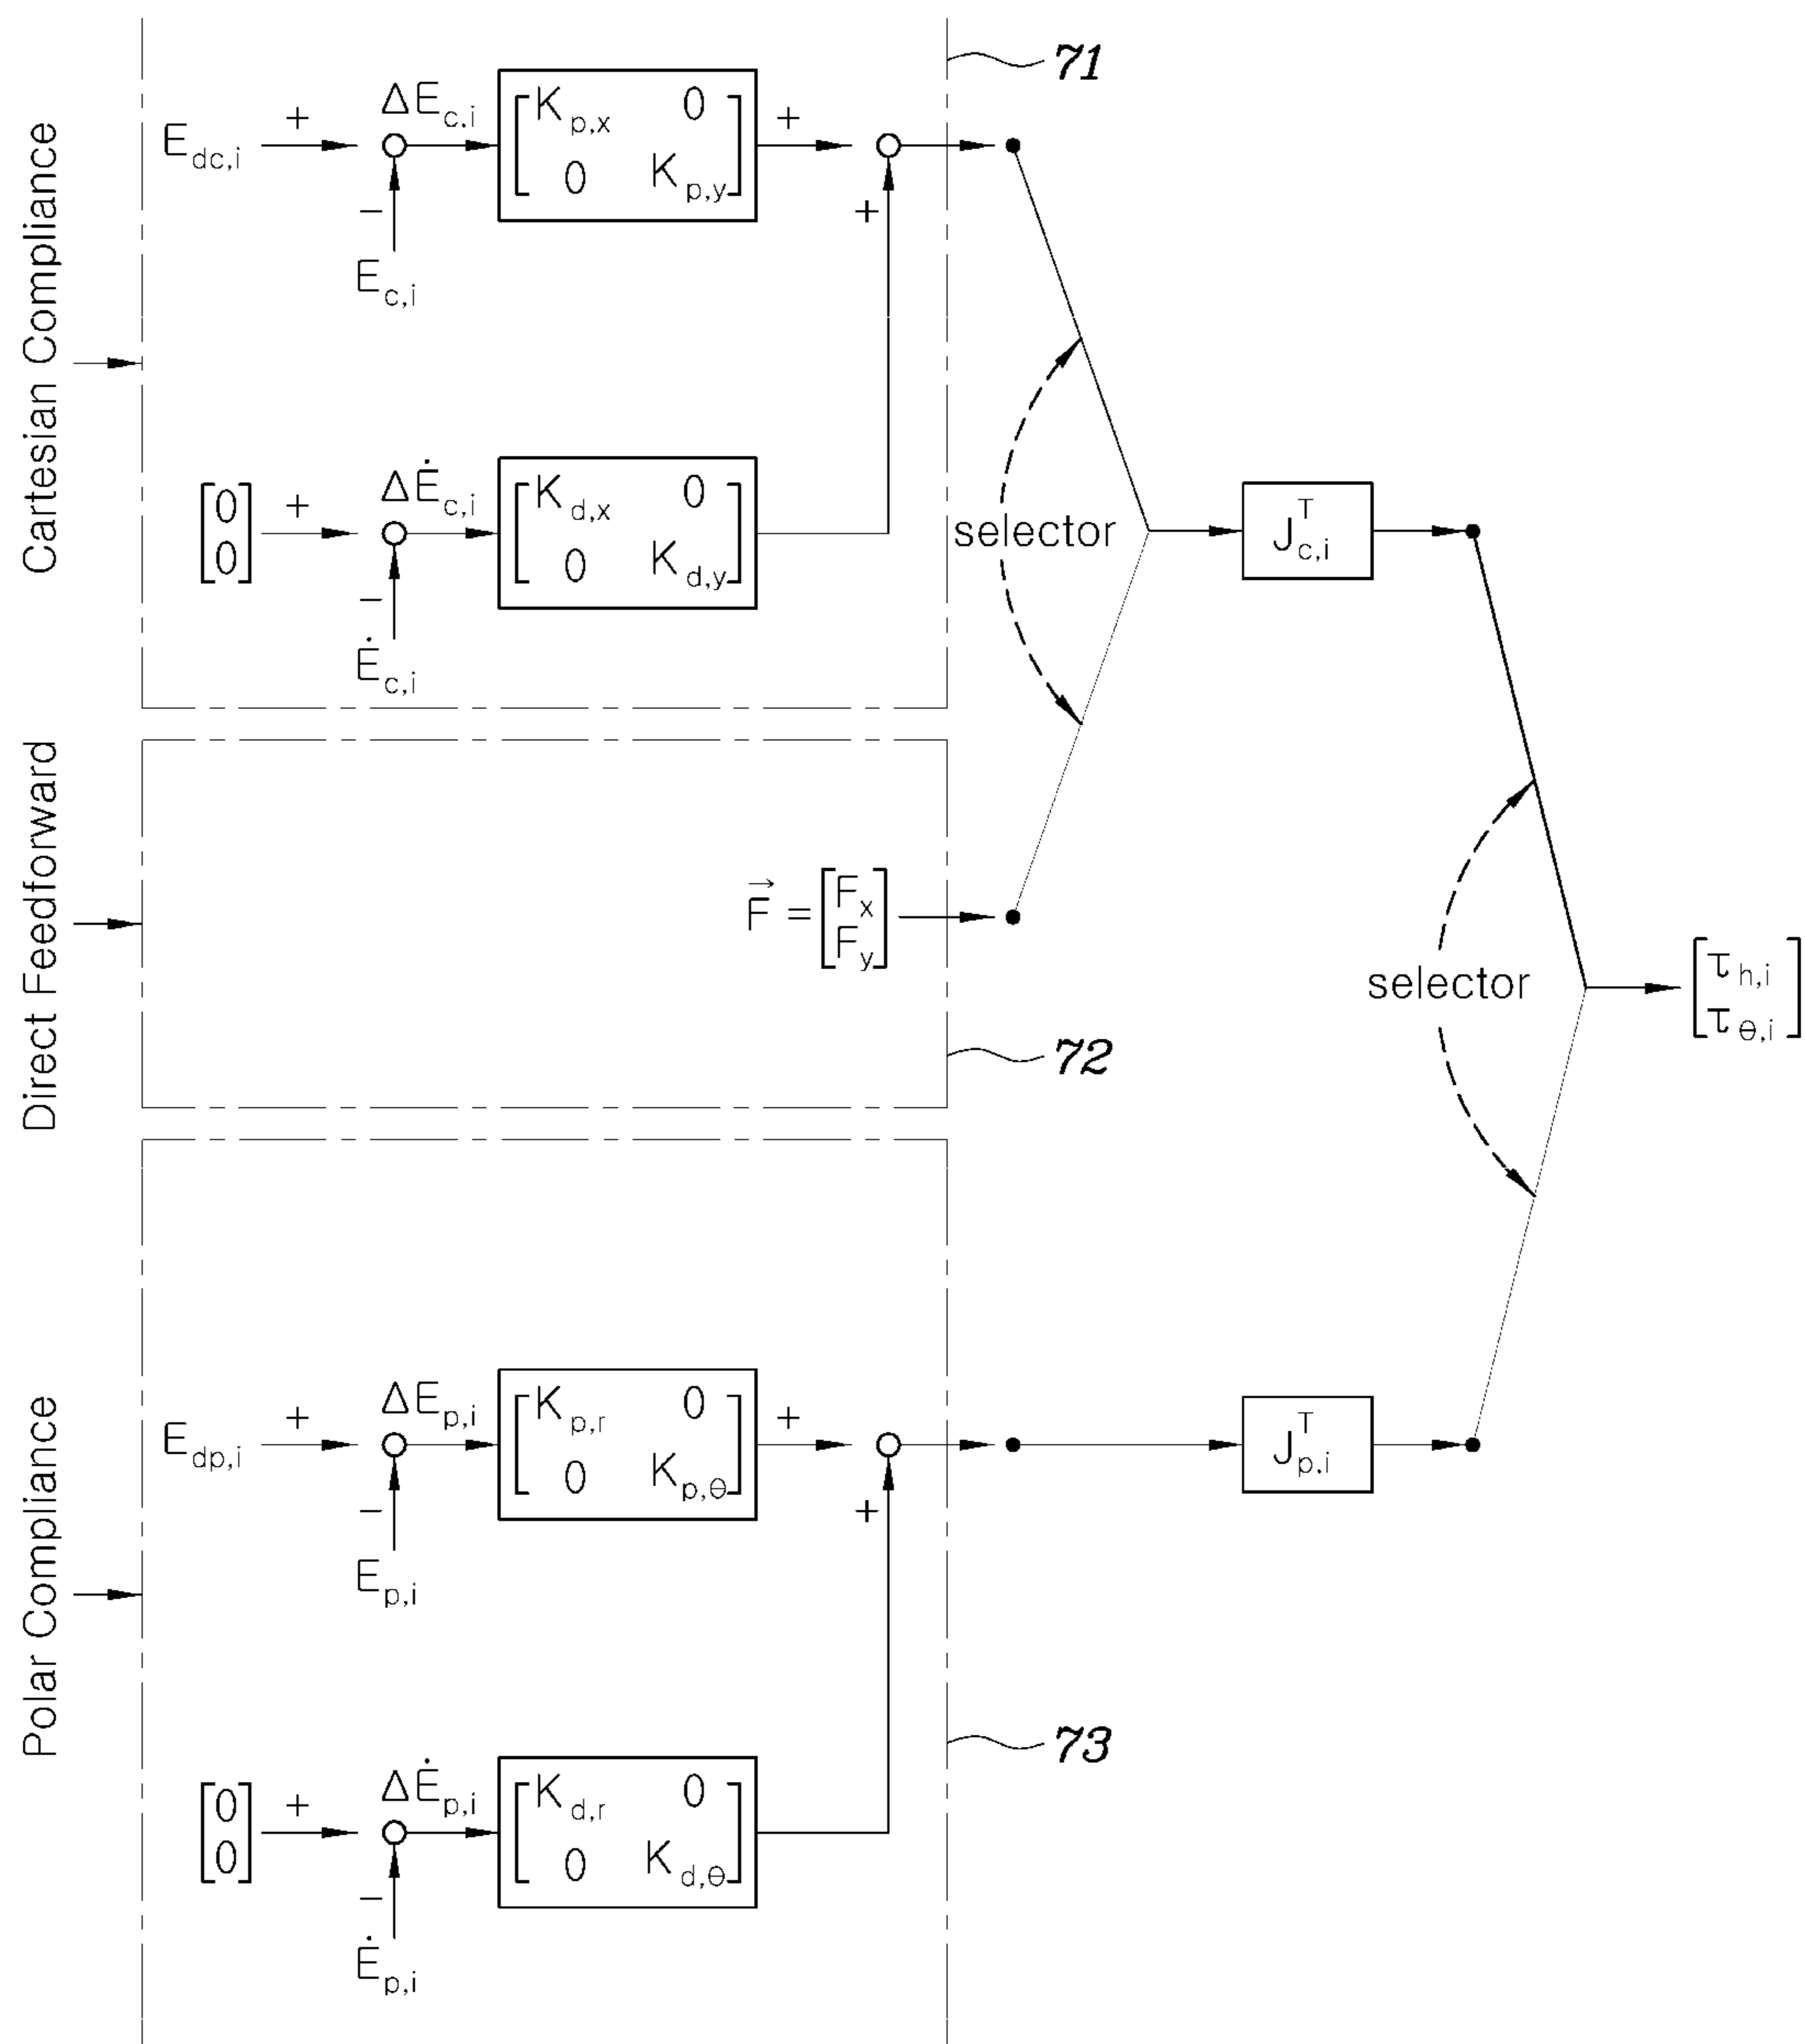 Cartesian Compliance
71
E_dc,i + ΔE_c,i [K_p,x 0] +
− [0 K_p,y] +
E_c,i
[0] + ΔĖ_c,i [K_d,x 0]
[0] − [0 K_d,y]
Ė_c,i
selector
J^T_c,i
Direct Feedforward
F⃗ = [F_x]
[F_y]
72
selector
[τ_h,i]
[τ_θ,i]
Polar Compliance
E_dp,i + ΔE_p,i [K_p,r 0] +
− [0 K_p,θ] +
E_p,i
J^T_p,i
73
[0] + ΔĖ_p,i [K_d,r 0]
[0] − [0 K_d,θ]
Ė_p,i